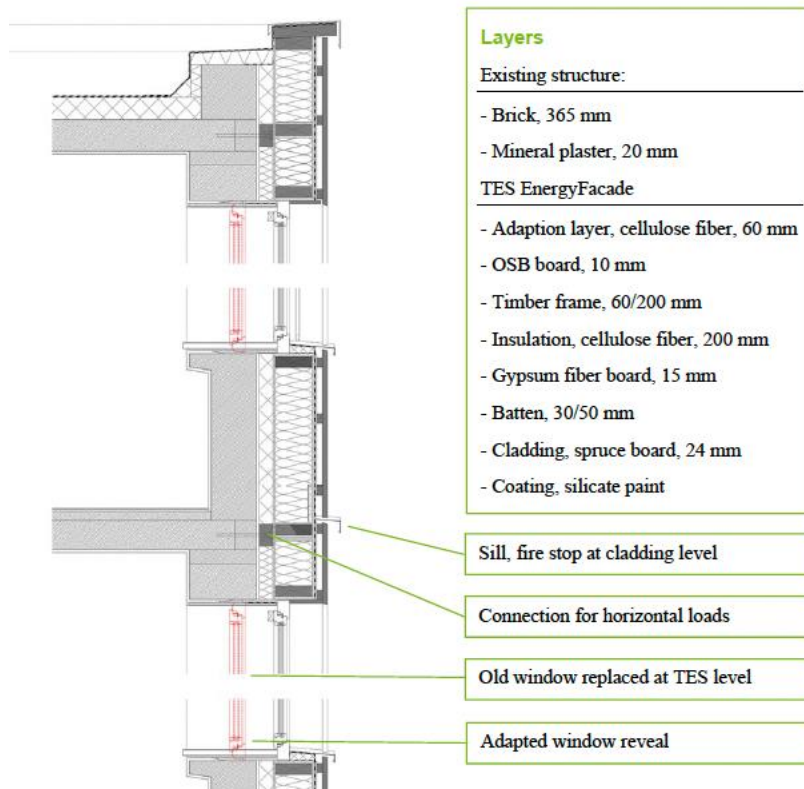 Layers
Existing structure:
- Brick, 365 mm
- Mineral plaster, 20 mm
TES EnergyFacade
- Adaption layer, cellulose fiber, 60 mm
- OSB board, 10 mm
- Timber frame, 60/200 mm
- Insulation, cellulose fiber, 200 mm
- Gypsum fiber board, 15 mm
- Batten, 30/50 mm
- Cladding, spruce board, 24 mm
- Coating, silicate paint
Sill, fire stop at cladding level
Connection for horizontal loads
Old window replaced at TES level
Adapted window reveal